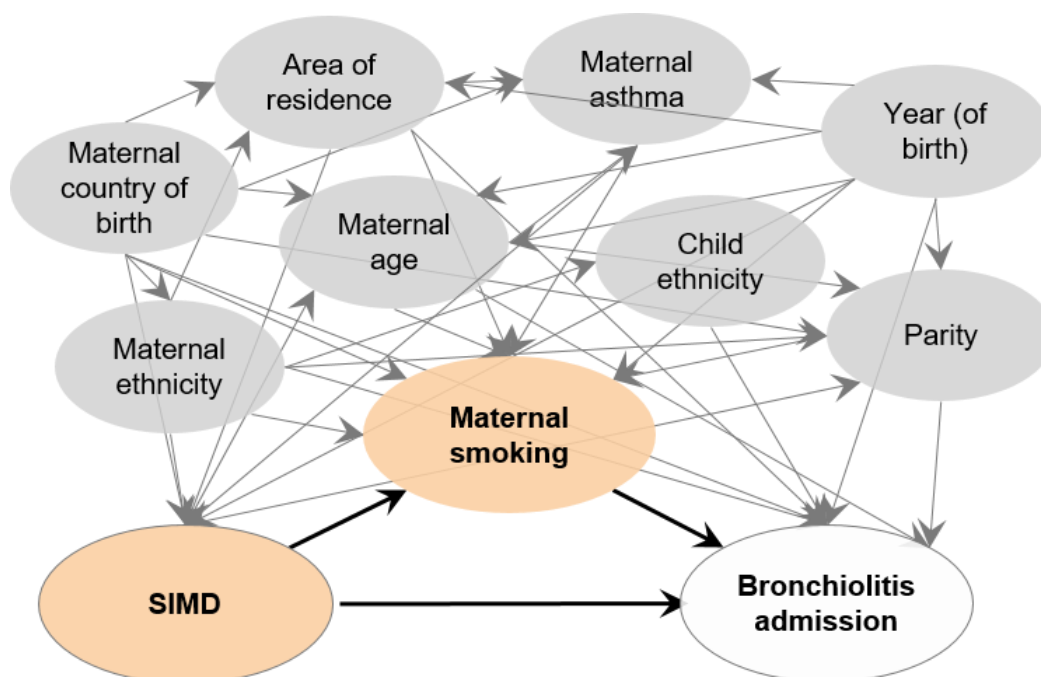 Area of
residence
Maternal
asthma
Year (of
birth)
Maternal
country of
birth
Maternal
age
Child
ethnicity
Parity
Maternal
ethnicity
Maternal
smoking
SIMD
Bronchiolitis
admission